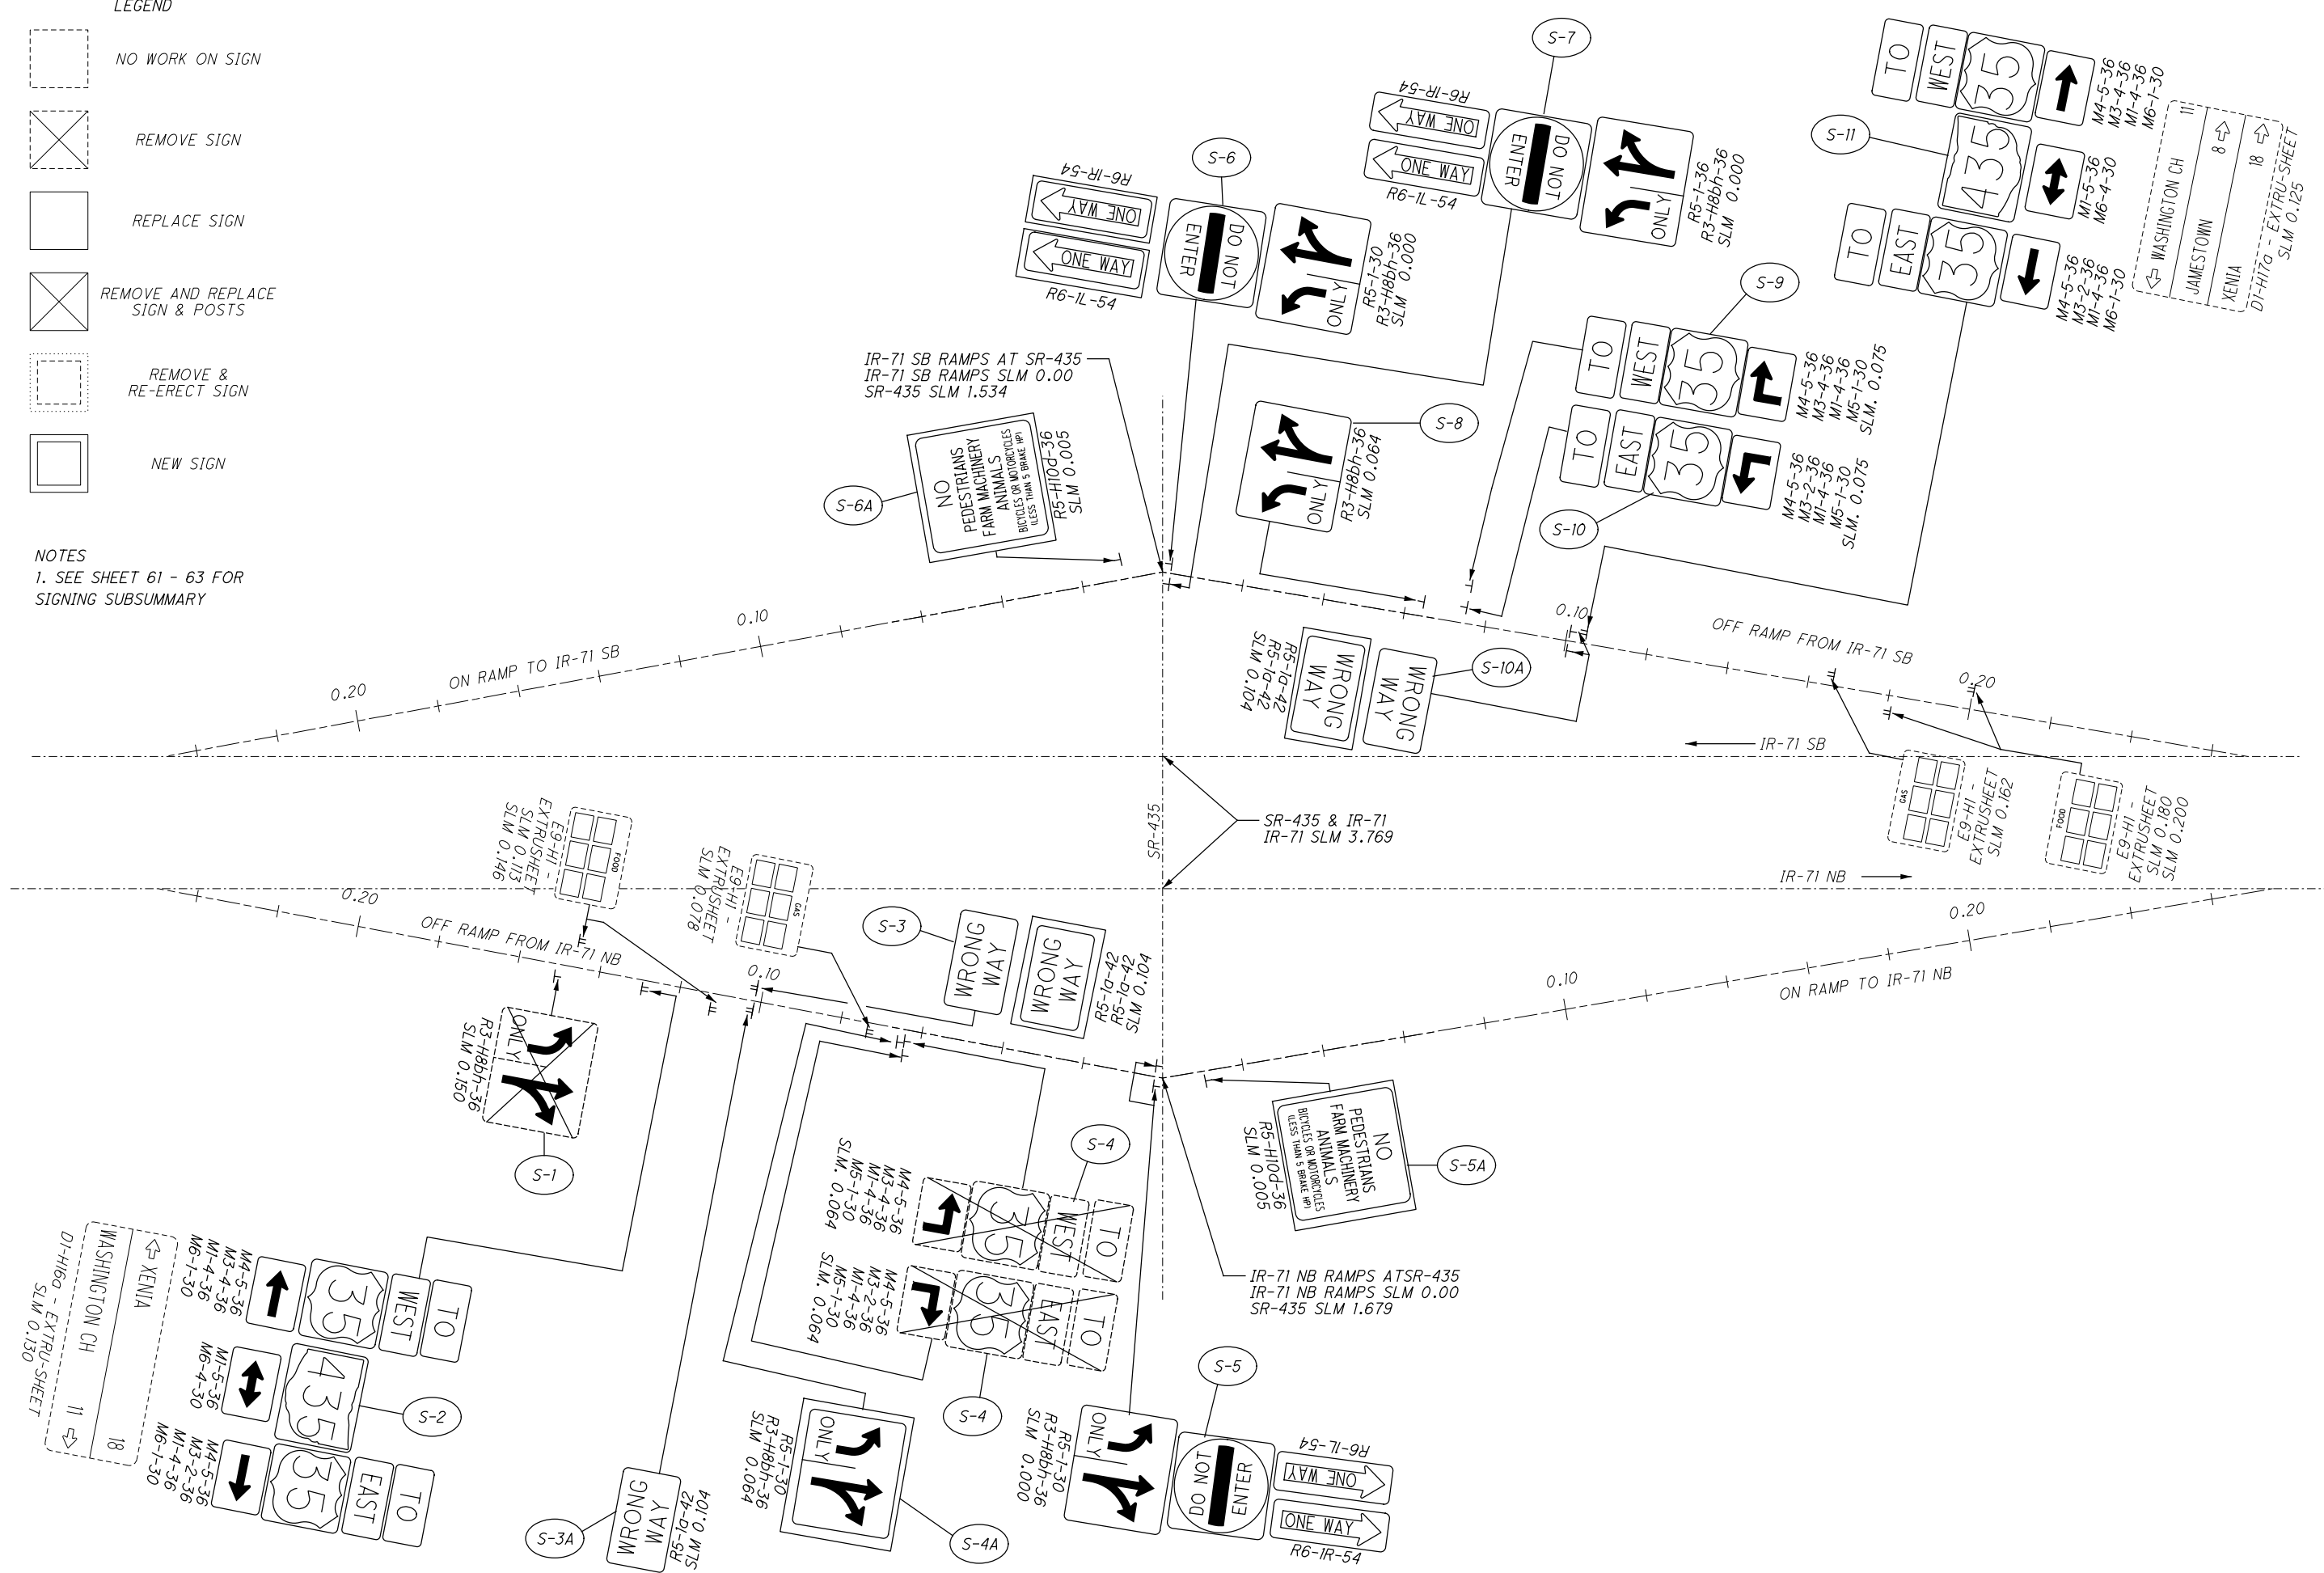 LEGEND
NO WORK ON SIGN
REMOVE SIGN
REPLACE SIGN
REMOVE AND REPLACE
SIGN & POSTS
REMOVE &
RE-ERECT SIGN
NEW SIGN
NOTES
1. SEE SHEET 61 - 63 FOR
SIGNING SUBSUMMARY
S-6
R6-1R-54
ONE WAY
ONE WAY
R6-1L-54
DO NOT
ENTER
ONLY
R5-1-30
R3-H8bh-36
SLM 0.000
S-7
R6-1R-54
ONE WAY
ONE WAY
R6-1L-54
DO NOT
ENTER
ONLY
R5-1-36
R3-H8bh-36
SLM 0.000
S-11
TO
WEST
35
M4-5-36
M3-4-36
M1-4-36
M6-1-30
435
M1-5-36
M6-4-30
TO
EAST
35
M4-5-36
M3-2-36
M1-4-36
M6-1-30
WASHINGTON CH 11
JAMESTOWN 8
XENIA 18
D1-H17a - EXTRU-SHEET
SLM 0.125
S-9
TO
WEST
35
M4-5-36
M3-4-36
M1-4-36
M5-1-30
SLM. 0.075
S-10
TO
EAST
35
M4-5-36
M3-2-36
M1-4-36
M5-1-30
SLM. 0.075
IR-71 SB RAMPS AT SR-435
IR-71 SB RAMPS SLM 0.00
SR-435 SLM 1.534
S-6A
NO
PEDESTRIANS
FARM MACHINERY
ANIMALS
BICYCLES OR MOTORCYCLES
(LESS THAN 5 BRAKE HP)
R5-H10d-36
SLM 0.005
S-8
ONLY
R3-H8bh-36
SLM 0.064
0.20
ON RAMP TO IR-71 SB
0.10
0.10
OFF RAMP FROM IR-71 SB
0.20
S-10A
WRONG
WAY
WRONG
WAY
R5-1a-42
R5-1a-42
SLM 0.104
IR-71 SB
SR-435
SR-435 & IR-71
IR-71 SLM 3.769
GAS
E9-H1 -
EXTRUSHEET
SLM 0.162
FOOD
E9-H1 -
EXTRUSHEET
SLM 0.180
SLM 0.200
IR-71 NB
FOOD
E9-H1 -
EXTRUSHEET
SLM 0.113
SLM 0.146
GAS
E9-H1
EXTRUSHEET
SLM 0.078
0.20
OFF RAMP FROM IR-71 NB
0.10
0.10
ON RAMP TO IR-71 NB
0.20
S-3
WRONG
WAY
WRONG
WAY
R5-1a-42
R5-1a-42
SLM 0.104
ONLY
R3-H8bh-36
SLM 0.150
S-1
S-4
TO
WEST
35
M4-5-36
M3-4-36
M1-4-36
M5-1-30
SLM. 0.064
TO
EAST
35
M4-5-36
M3-2-36
M1-4-36
M5-1-30
SLM. 0.064
S-4
S-5A
NO
PEDESTRIANS
FARM MACHINERY
ANIMALS
BICYCLES OR MOTORCYCLES
(LESS THAN 5 BRAKE HP)
R5-H10d-36
SLM 0.005
IR-71 NB RAMPS ATSR-435
IR-71 NB RAMPS SLM 0.00
SR-435 SLM 1.679
XENIA 18
WASHINGTON CH 11
D1-H16a - EXTRU-SHEET
SLM 0.130
TO
WEST
35
M4-5-36
M3-4-36
M1-4-36
M6-1-30
435
M1-5-36
M6-4-30
S-2
TO
EAST
35
M4-5-36
M3-2-36
M1-4-36
M6-1-30
S-3A
WRONG
WAY
R5-1a-42
SLM 0.104
ONLY
R5-1-30
R3-H8bh-36
SLM 0.064
S-4A
S-5
ONLY
DO NOT
ENTER
R5-1-30
R3-H8bh-36
SLM 0.000
R6-1L-54
ONE WAY
ONE WAY
R6-1R-54